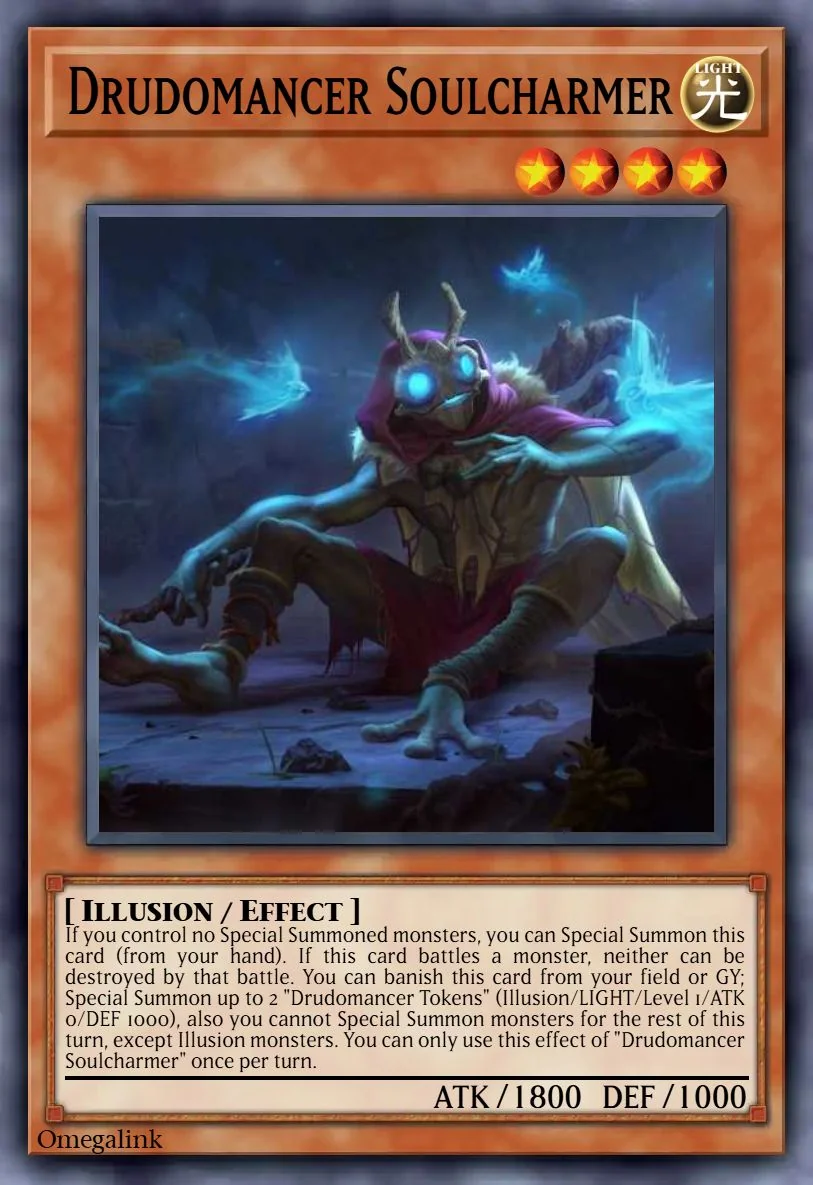 Drudomancer Soulcharmer
LIGHT
光
[ Illusion / Effect ]
If you control no Special Summoned monsters, you can Special Summon this
card (from your hand). If this card battles a monster, neither can be
destroyed by that battle. You can banish this card from your field or GY;
Special Summon up to 2 "Drudomancer Tokens" (Illusion/LIGHT/Level 1/ATK
0/DEF 1000), also you cannot Special Summon monsters for the rest of this
turn, except Illusion monsters. You can only use this effect of "Drudomancer
Soulcharmer" once per turn.
ATK / 1800 DEF / 1000
Omegalink